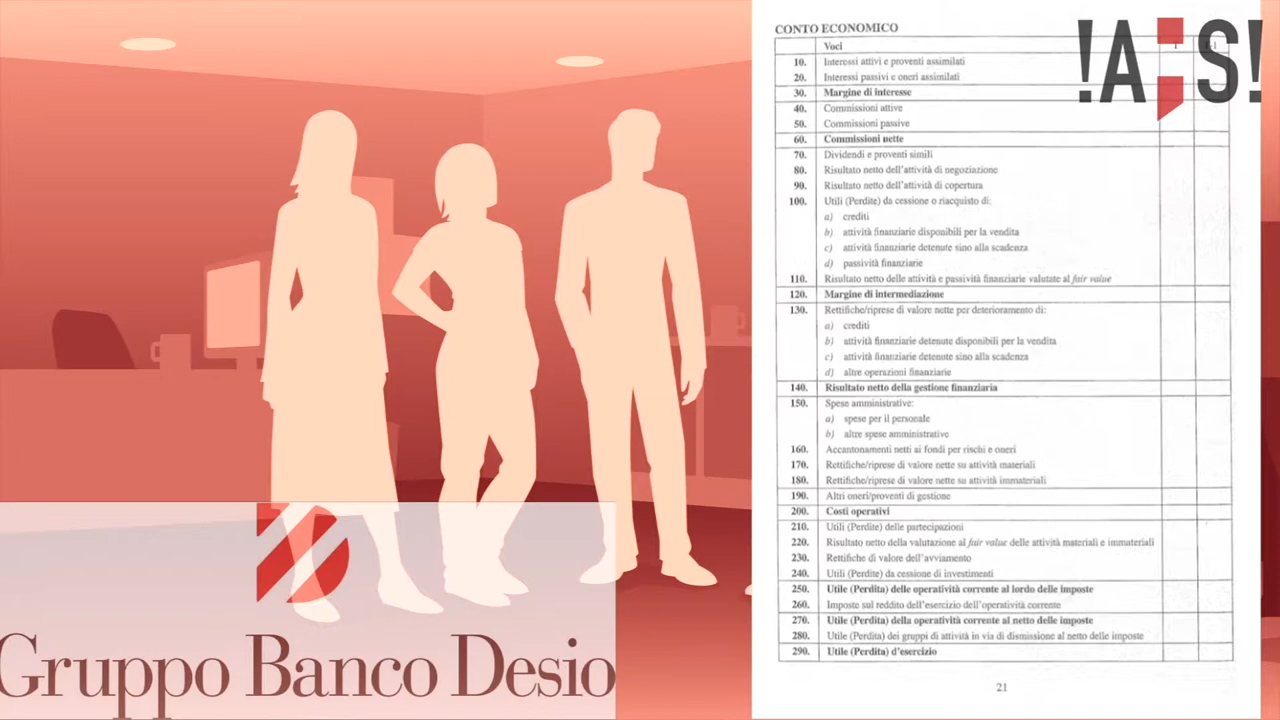 CONTO ECONOMICO
Voci
10. Interessi attivi e proventi assimilati
20. Interessi passivi e oneri assimilati
30. Margine di interesse
40. Commissioni attive
50. Commissioni passive
60. Commissioni nette
70. Dividendi e proventi simili
80. Risultato netto dell'attività di negoziazione
90. Risultato netto dell'attività di copertura
100. Utili (Perdite) da cessione o riacquisto di:
a) crediti
b) attività finanziarie disponibili per la vendita
c) attività finanziarie detenute sino alla scadenza
d) passività finanziarie
110. Risultato netto delle attività e passività finanziarie valutate al fair value
120. Margine di intermediazione
130. Rettifiche/riprese di valore nette per deterioramento di:
a) crediti
b) attività finanziarie detenute disponibili per la vendita
c) attività finanziarie detenute sino alla scadenza
d) altre operazioni finanziarie
140. Risultato netto della gestione finanziaria
150. Spese amministrative:
a) spese per il personale
b) altre spese amministrative
160. Accantonamenti netti ai fondi per rischi e oneri
170. Rettifiche/riprese di valore nette su attività materiali
180. Rettifiche/riprese di valore nette su attività immateriali
190. Altri oneri/proventi di gestione
200. Costi operativi
210. Utili (Perdite) delle partecipazioni
220. Risultato netto della valutazione al fair value delle attività materiali e immateriali
230. Rettifiche di valore dell'avviamento
240. Utili (Perdite) da cessione di investimenti
250. Utile (Perdita) delle operatività corrente al lordo delle imposte
260. Imposte sul reddito dell'esercizio dell'operatività corrente
270. Utile (Perdita) della operatività corrente al netto delle imposte
280. Utile (Perdita) dei gruppi di attività in via di dismissione al netto delle imposte
290. Utile (Perdita) d'esercizio
21
Gruppo Banco Desio